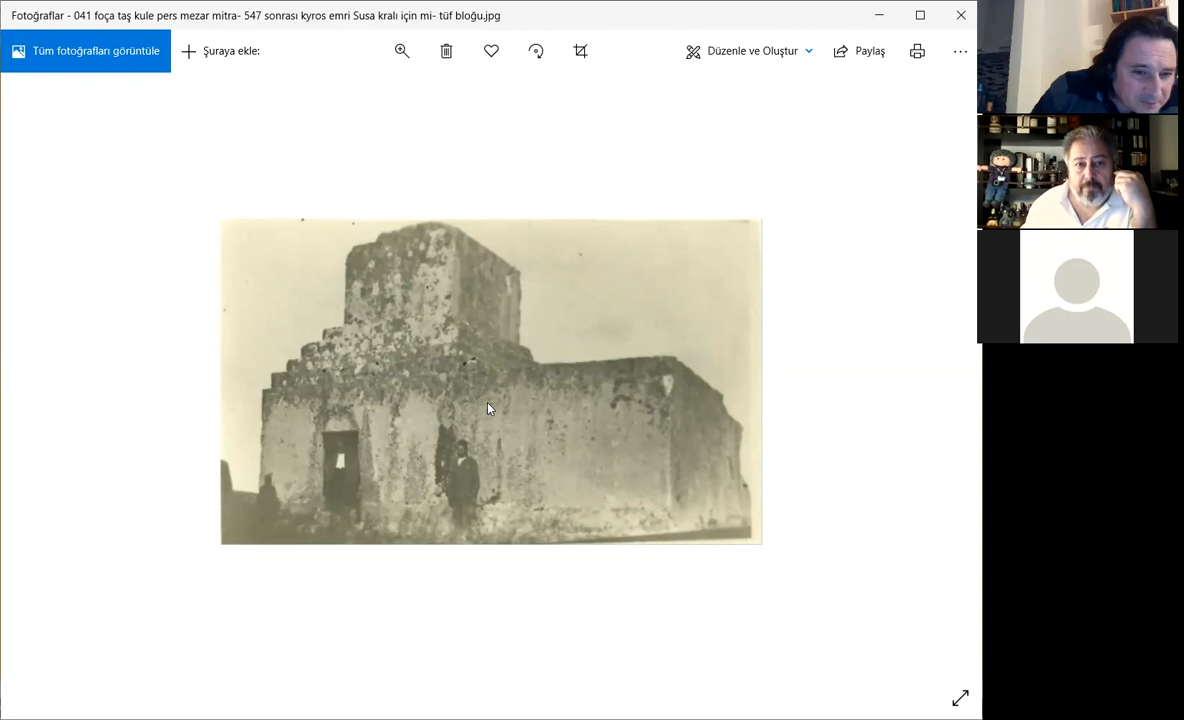 Fotoğraflar - 041 foça taş kule pers mezar mitra- 547 sonrası kyros emri Susa kralı için mi- tüf bloğu.jpg
Tüm fotoğrafları görüntüle
Şuraya ekle:
Düzenle ve Oluştur
Paylaş